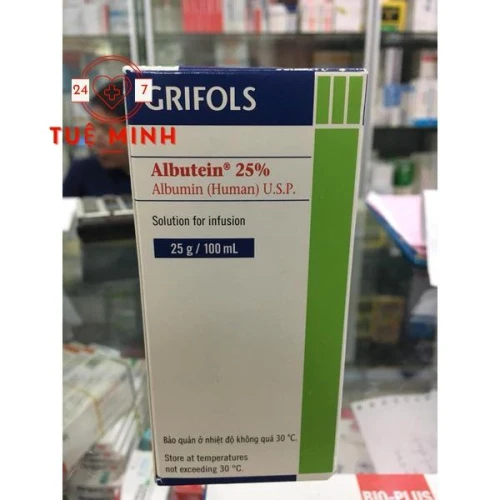 24 7
TUỆ MINH
GRIFOLS
Albutein® 25%
Albumin (Human) U.S.P.
Solution for infusion
25 g / 100 mL
Bảo quản ở nhiệt độ không quá 30 °C.
Store at temperatures
not exceeding 30 °C.
BIO-PLUS